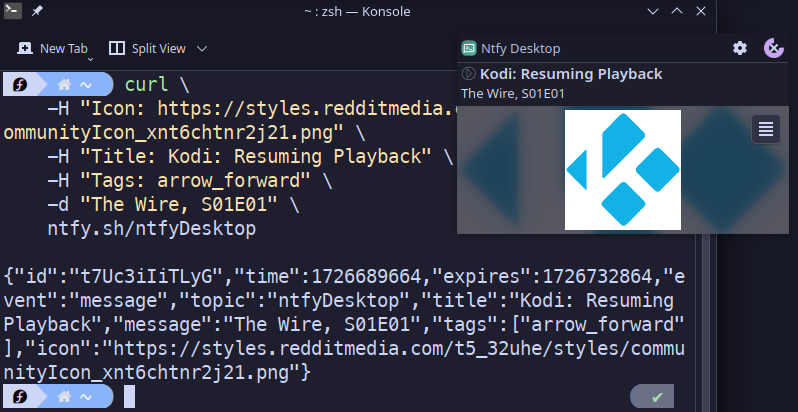 ~ : zsh — Konsole
New Tab
Split View
~ curl \
-H "Icon: https://styles.redditmedia.c
ommunityIcon_xnt6chtnr2j21.png" \
-H "Title: Kodi: Resuming Playback" \
-H "Tags: arrow_forward" \
-d "The Wire, S01E01" \
ntfy.sh/ntfyDesktop
Ntfy Desktop
Kodi: Resuming Playback
The Wire, S01E01
{"id":"t7Uc3iIiTLyG","time":1726689664,"expires":1726732864,"e
vent":"message","topic":"ntfyDesktop","title":"Kodi: Resuming
Playback","message":"The Wire, S01E01","tags":["arrow_forward"
],"icon":"https://styles.redditmedia.com/t5_32uhe/styles/commu
nityIcon_xnt6chtnr2j21.png"}
~